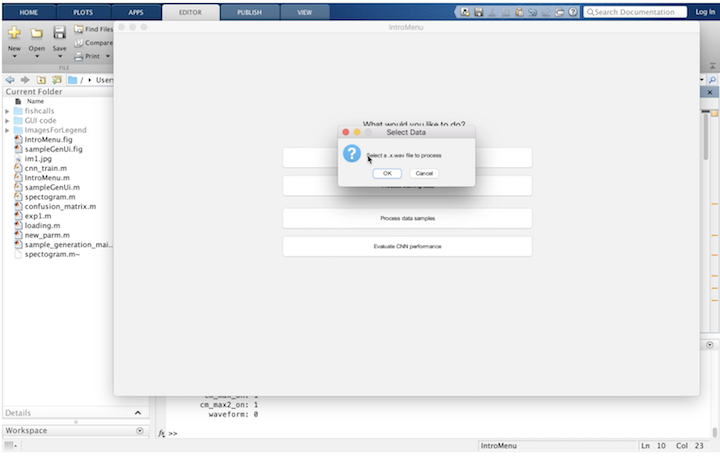 HOME PLOTS APPS EDITOR PUBLISH VIEW Search Documentation Log In
New Open Save Find Files
Compare
Print
FILE
IntroMenu
/ Users
Current Folder
Name
fishcalls
GUI code
ImagesForLegend
IntroMenu.fig
sampleGenUi.fig
im1.jpg
cnn_train.m
IntroMenu.m
sampleGenUi.m
spectogram.m
confusion_matrix.m
exp1.m
loading.m
new_parm.m
sample_generation_mai...
spectogram.m~
What would you like to do?
Select Data
Select a .x.wav file to process
OK Cancel
Process data samples
Evaluate CNN performance
Details
Workspace
cm_max_on: 1
cm_max2_on: 1
waveform: 0
fx >>
IntroMenu Ln 10 Col 23